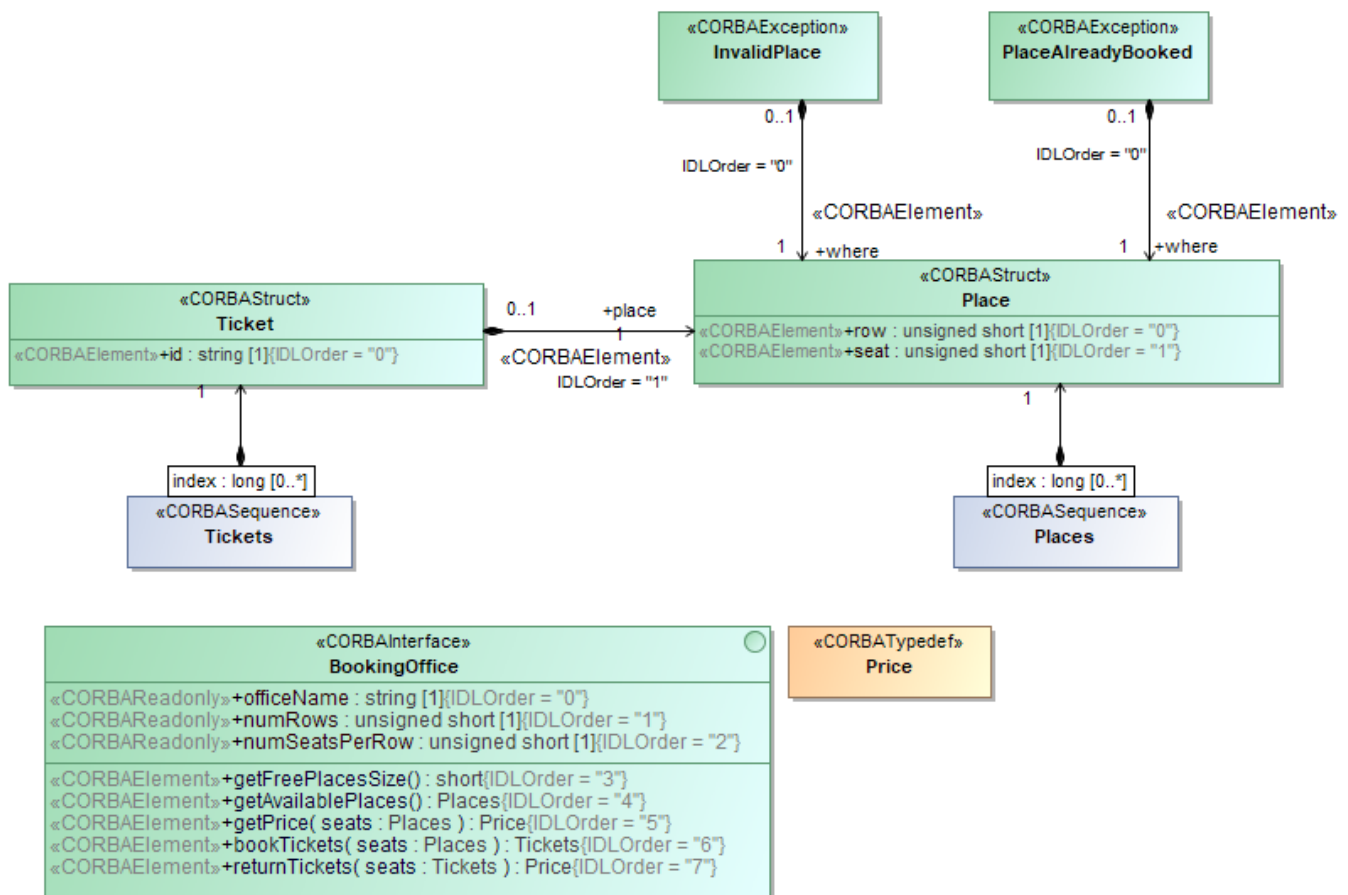 «CORBAException»
InvalidPlace
«CORBAException»
PlaceAlreadyBooked
0..1
IDLOrder = "0"
«CORBAElement»
1
+where
0..1
IDLOrder = "0"
«CORBAElement»
1
+where
«CORBAStruct»
Ticket
«CORBAElement»+id : string [1]{IDLOrder = "0"}
0..1
+place
1
«CORBAElement»
IDLOrder = "1"
«CORBAStruct»
Place
«CORBAElement»+row : unsigned short [1]{IDLOrder = "0"}
«CORBAElement»+seat : unsigned short [1]{IDLOrder = "1"}
1
index : long [0..*]
«CORBASequence»
Tickets
1
index : long [0..*]
«CORBASequence»
Places
«CORBAInterface»
BookingOffice
«CORBAReadonly»+officeName : string [1]{IDLOrder = "0"}
«CORBAReadonly»+numRows : unsigned short [1]{IDLOrder = "1"}
«CORBAReadonly»+numSeatsPerRow : unsigned short [1]{IDLOrder = "2"}
«CORBAElement»+getFreePlacesSize() : short{IDLOrder = "3"}
«CORBAElement»+getAvailablePlaces() : Places{IDLOrder = "4"}
«CORBAElement»+getPrice( seats : Places ) : Price{IDLOrder = "5"}
«CORBAElement»+bookTickets( seats : Places ) : Tickets{IDLOrder = "6"}
«CORBAElement»+returnTickets( seats : Tickets ) : Price{IDLOrder = "7"}
«CORBATypedef»
Price